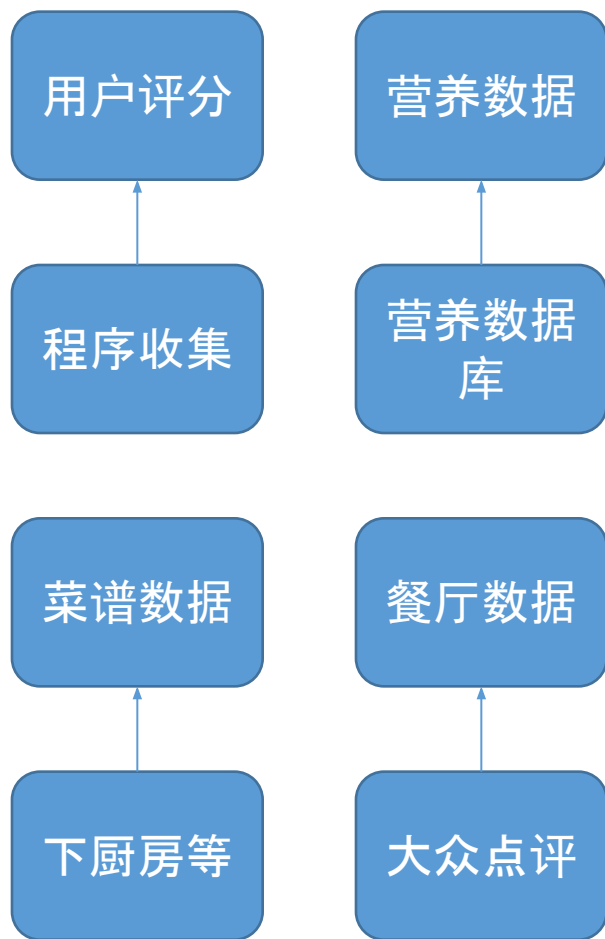 用户评分
营养数据
程序收集
营养数据
库
菜谱数据
餐厅数据
下厨房等
大众点评